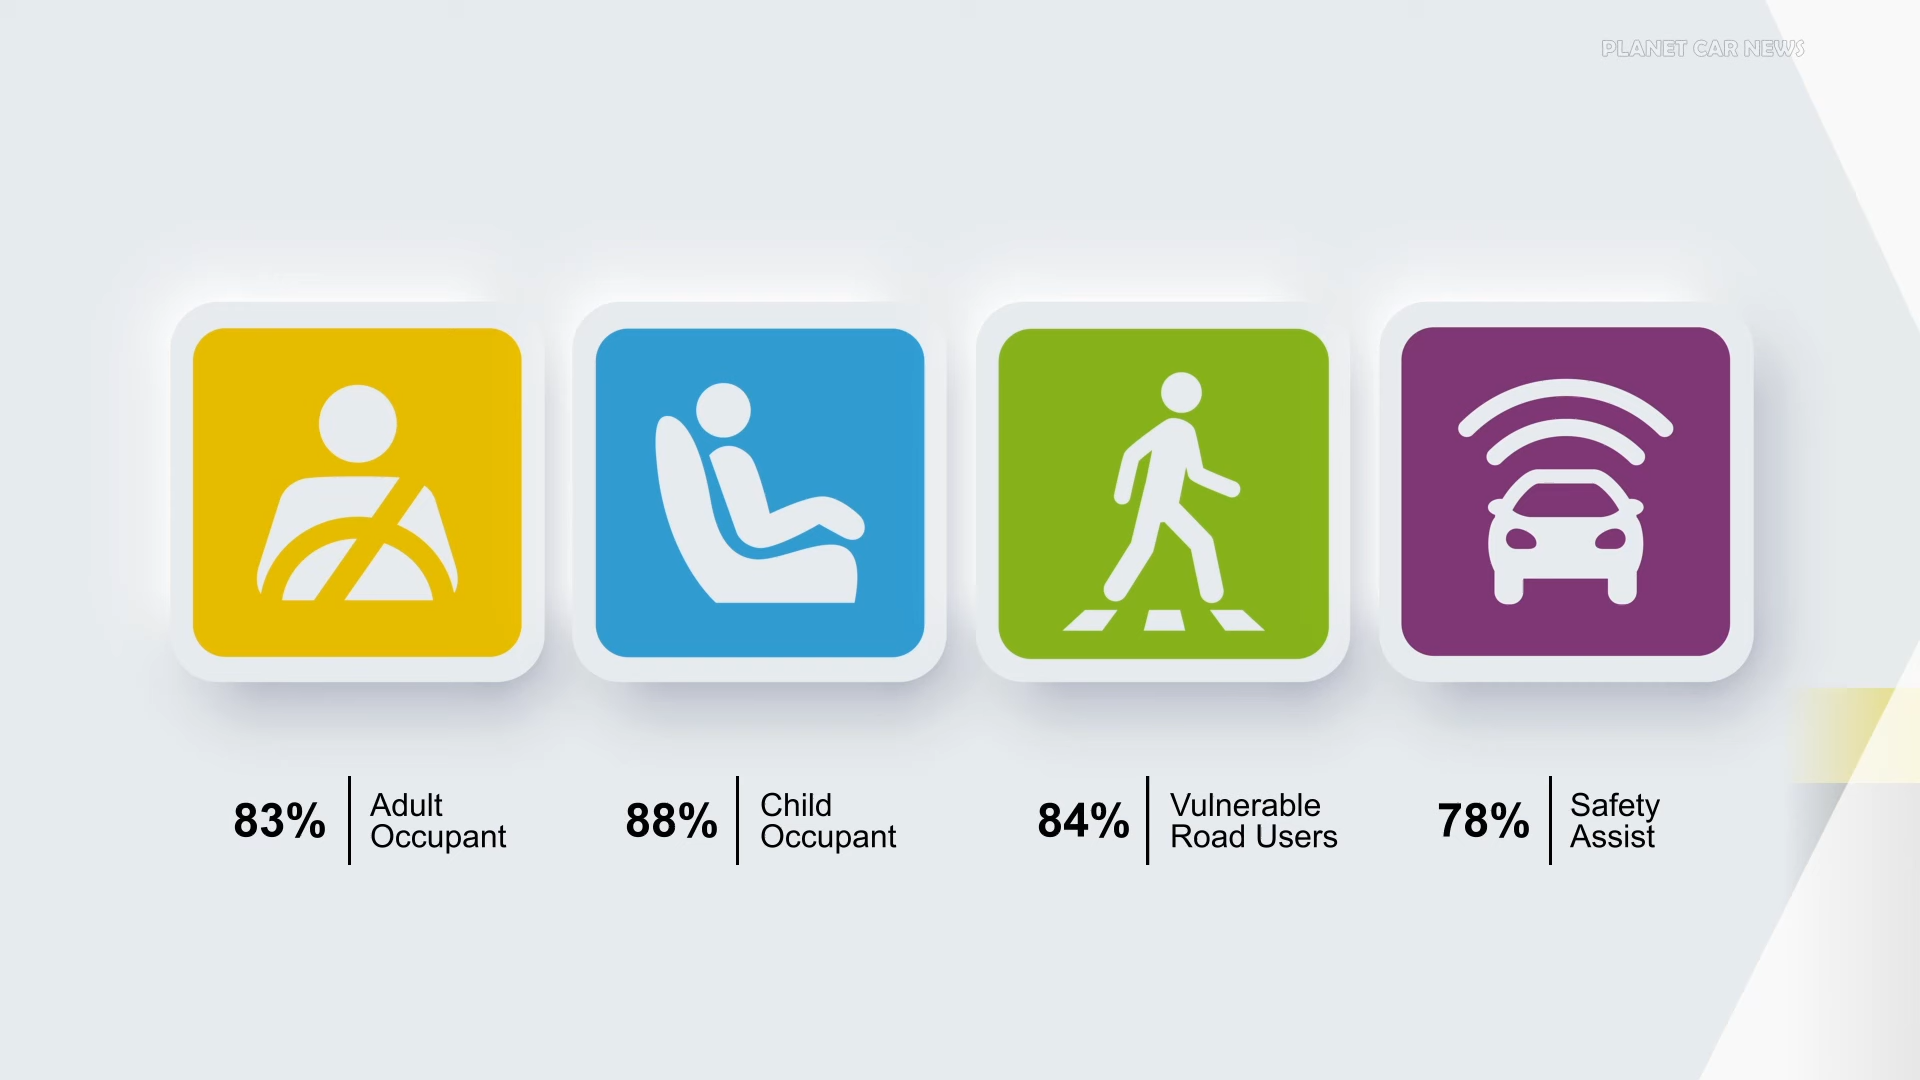 PLANET CAR NEWS
83%
Adult
Occupant
88%
Child
Occupant
84%
Vulnerable
Road Users
78%
Safety
Assist